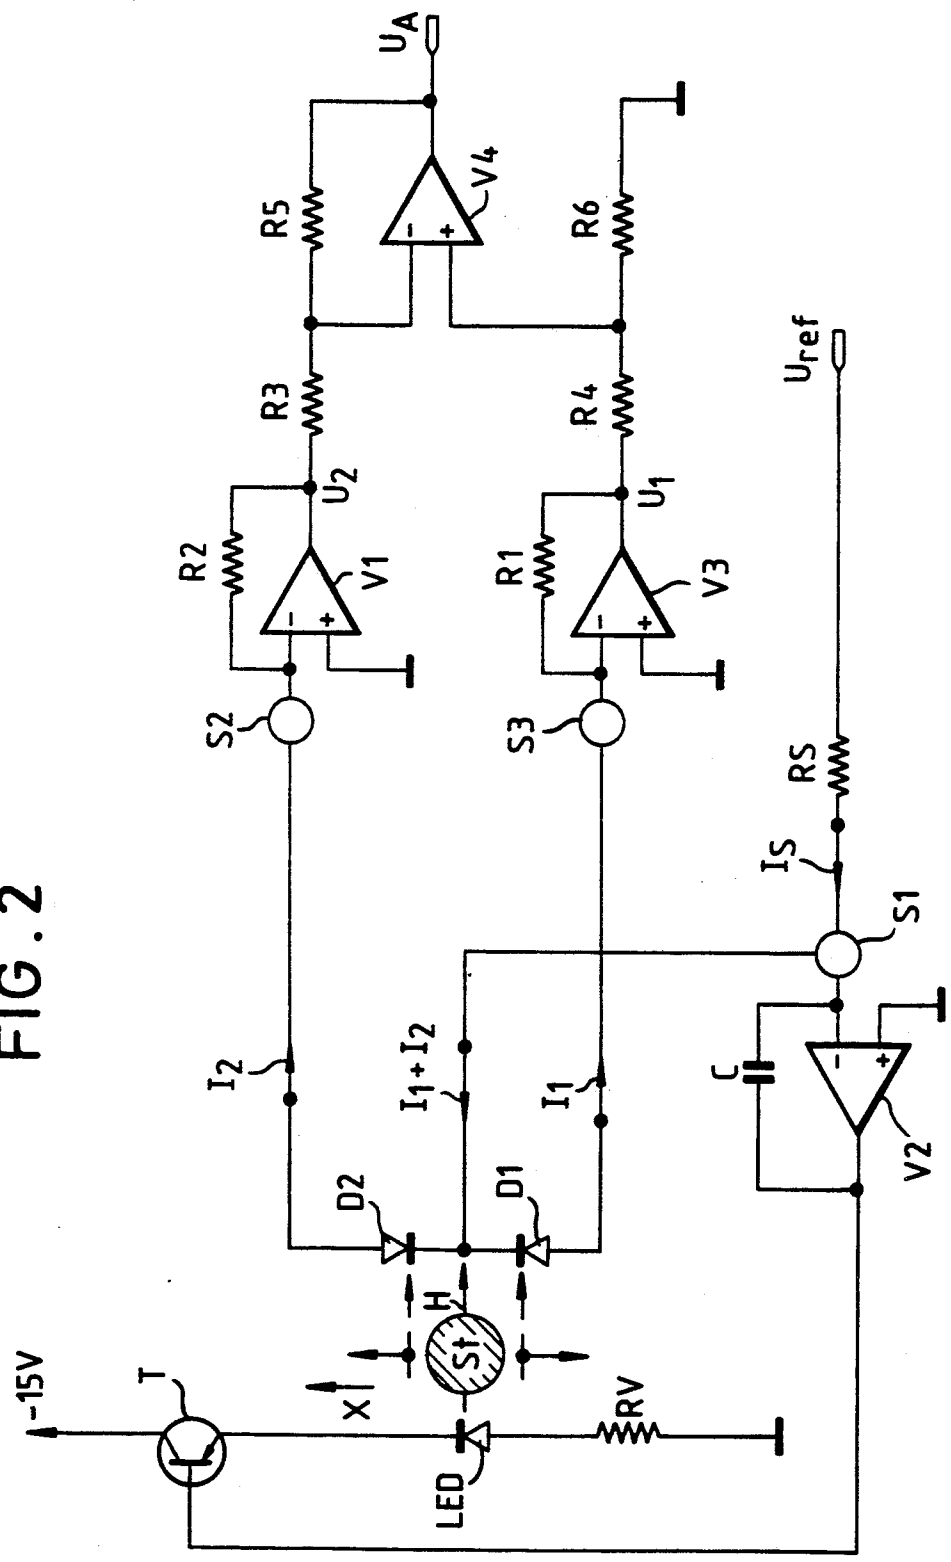 FIG. 2
-15V
T
X
LED
RV
St
H
D2
D1
I2
I1+I2
I1
C
V2
S1
IS
RS
Uref
S2
S3
R2
V1
U2
R1
V3
U1
R3
R4
R5
R6
V4
UA
-
+
-
+
-
+
-
+